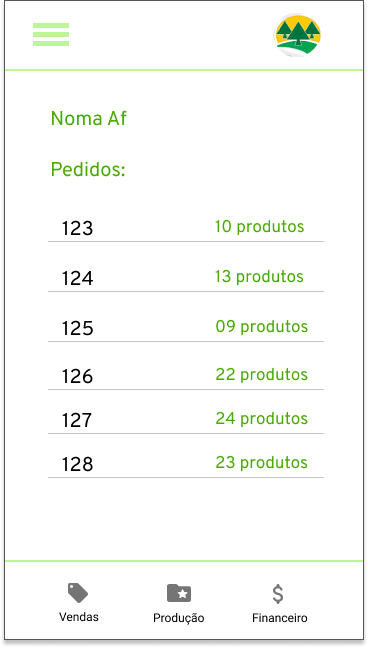 Noma Af
Pedidos:
123 10 produtos
124 13 produtos
125 09 produtos
126 22 produtos
127 24 produtos
128 23 produtos
Vendas Produção Financeiro